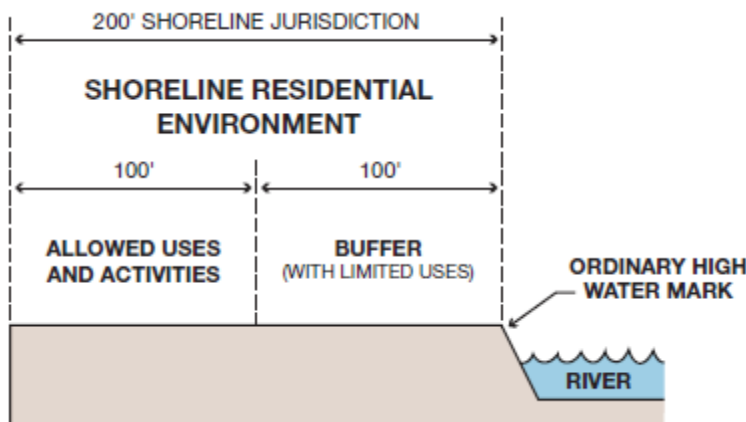 200' SHORELINE JURISDICTION
SHORELINE RESIDENTIAL
ENVIRONMENT
100'
100'
ALLOWED USES
AND ACTIVITIES
BUFFER
(WITH LIMITED USES)
ORDINARY HIGH
WATER MARK
RIVER